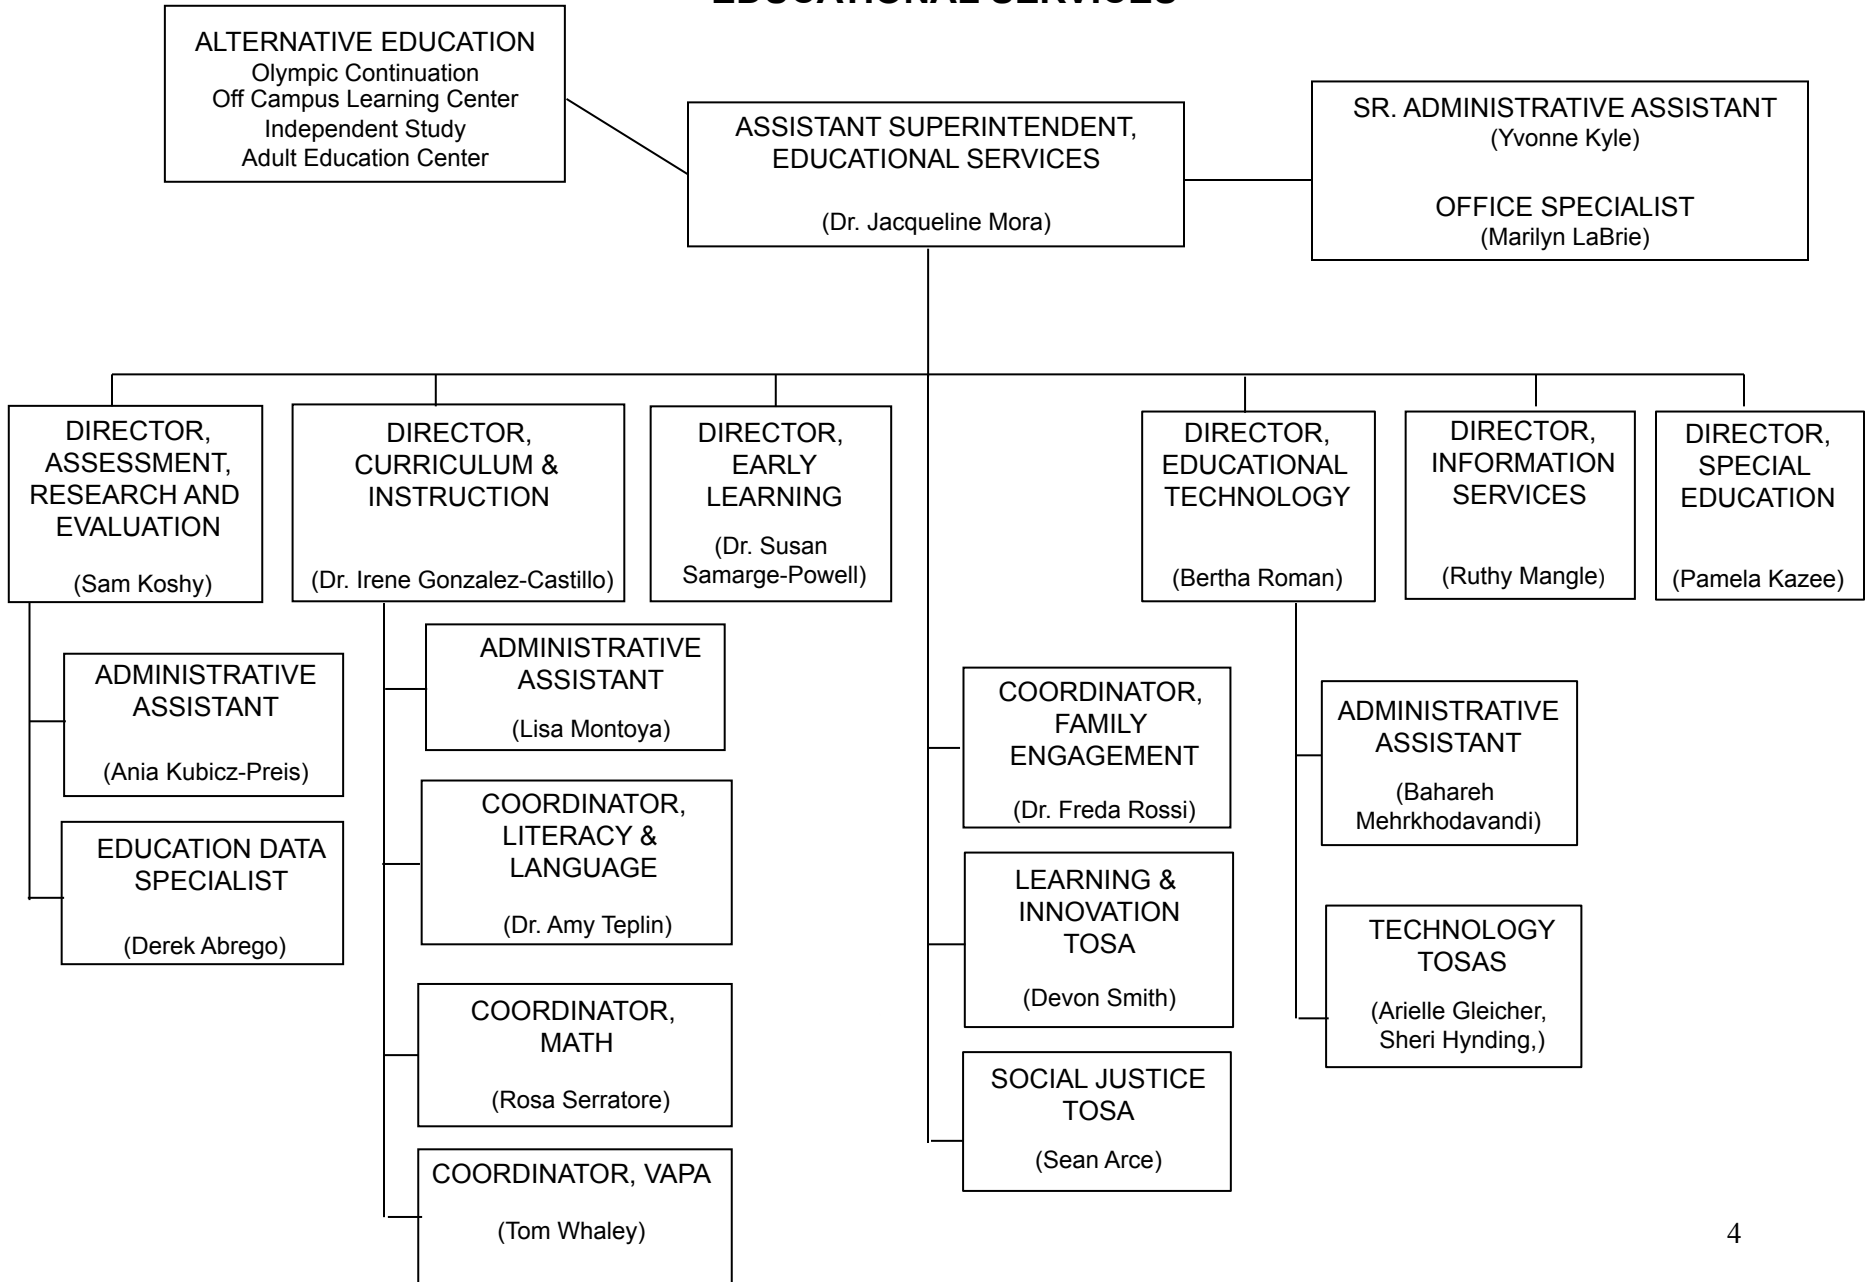 EDUCATIONAL SERVICES
ALTERNATIVE EDUCATION
Olympic Continuation
Off Campus Learning Center
Independent Study
Adult Education Center
ASSISTANT SUPERINTENDENT,
EDUCATIONAL SERVICES
(Dr. Jacqueline Mora)
SR. ADMINISTRATIVE ASSISTANT
(Yvonne Kyle)
OFFICE SPECIALIST
(Marilyn LaBrie)
DIRECTOR,
ASSESSMENT,
RESEARCH AND
EVALUATION
(Sam Koshy)
DIRECTOR,
CURRICULUM &
INSTRUCTION
(Dr. Irene Gonzalez-Castillo)
DIRECTOR,
EARLY
LEARNING
(Dr. Susan
Samarge-Powell)
DIRECTOR,
EDUCATIONAL
TECHNOLOGY
(Bertha Roman)
DIRECTOR,
INFORMATION
SERVICES
(Ruthy Mangle)
DIRECTOR,
SPECIAL
EDUCATION
(Pamela Kazee)
ADMINISTRATIVE
ASSISTANT
(Ania Kubicz-Preis)
EDUCATION DATA
SPECIALIST
(Derek Abrego)
ADMINISTRATIVE
ASSISTANT
(Lisa Montoya)
COORDINATOR,
LITERACY &
LANGUAGE
(Dr. Amy Teplin)
COORDINATOR,
MATH
(Rosa Serratore)
COORDINATOR, VAPA
(Tom Whaley)
COORDINATOR,
FAMILY
ENGAGEMENT
(Dr. Freda Rossi)
LEARNING &
INNOVATION
TOSA
(Devon Smith)
SOCIAL JUSTICE
TOSA
(Sean Arce)
ADMINISTRATIVE
ASSISTANT
(Bahareh
Mehrkhodavandi)
TECHNOLOGY
TOSAS
(Arielle Gleicher,
Sheri Hynding,)
4